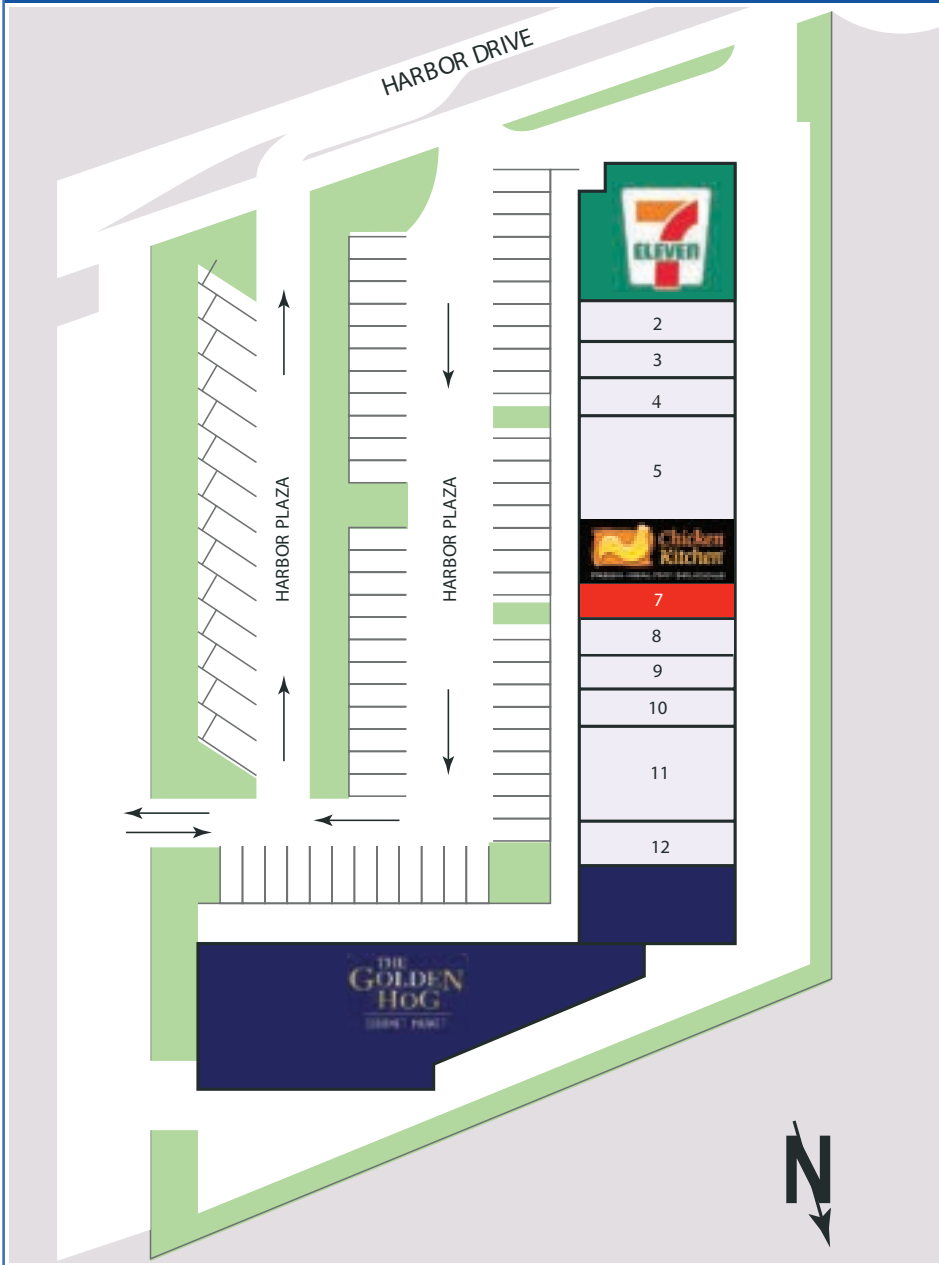 HARBOR DRIVE
7
ELEVEN
2
3
4
5
HARBOR PLAZA
HARBOR PLAZA
Chicken
Kitchen
7
8
9
10
11
12
THE
GOLDEN
HOG
N